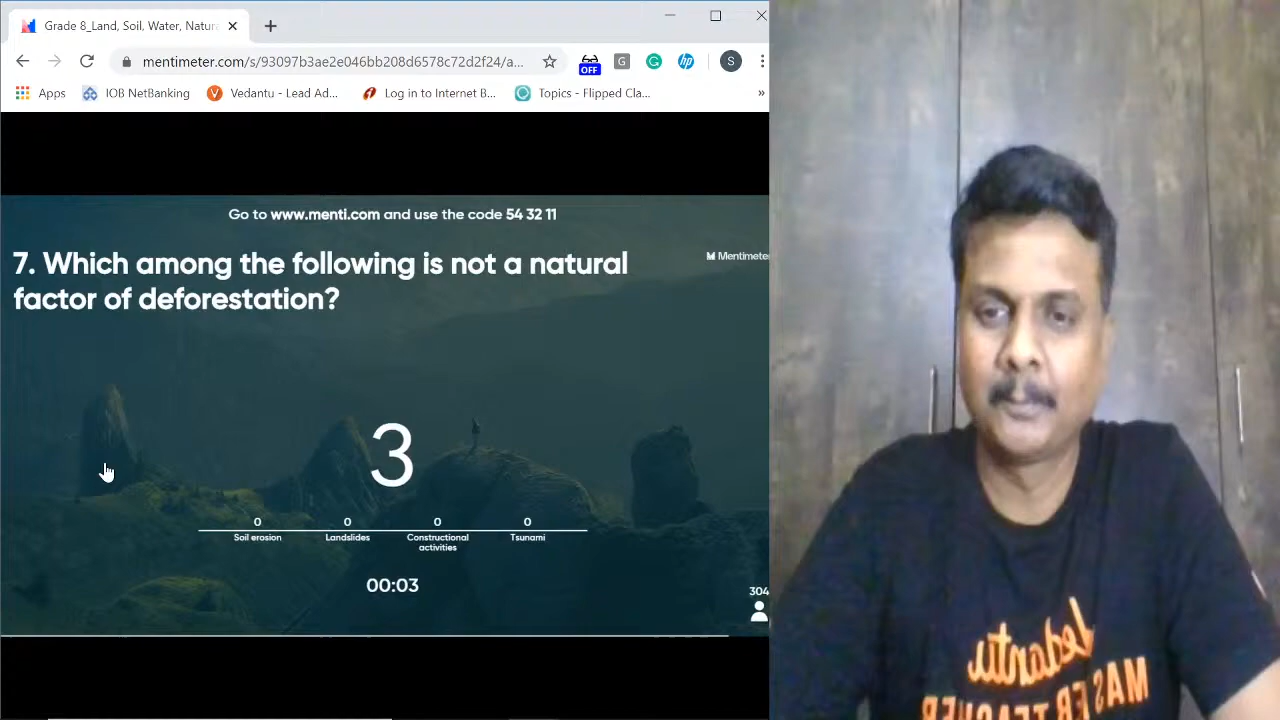 Grade 8_Land, Soil, Water, Natura
mentimeter.com/s/93097b3ae2e046bb208d6578c72d2f24/a...
OFF
G
hp
S
Apps
IOB NetBanking
Vedantu - Lead Ad...
Log in to Internet B...
Topics - Flipped Cla...
»
Go to www.menti.com and use the code 54 32 11
7. Which among the following is not a natural
factor of deforestation?
Mentimeter
3
0 0 0 0
Soil erosion Landslides Constructional activities Tsunami
00:03
304
Vedantu
MASTER TEACHER